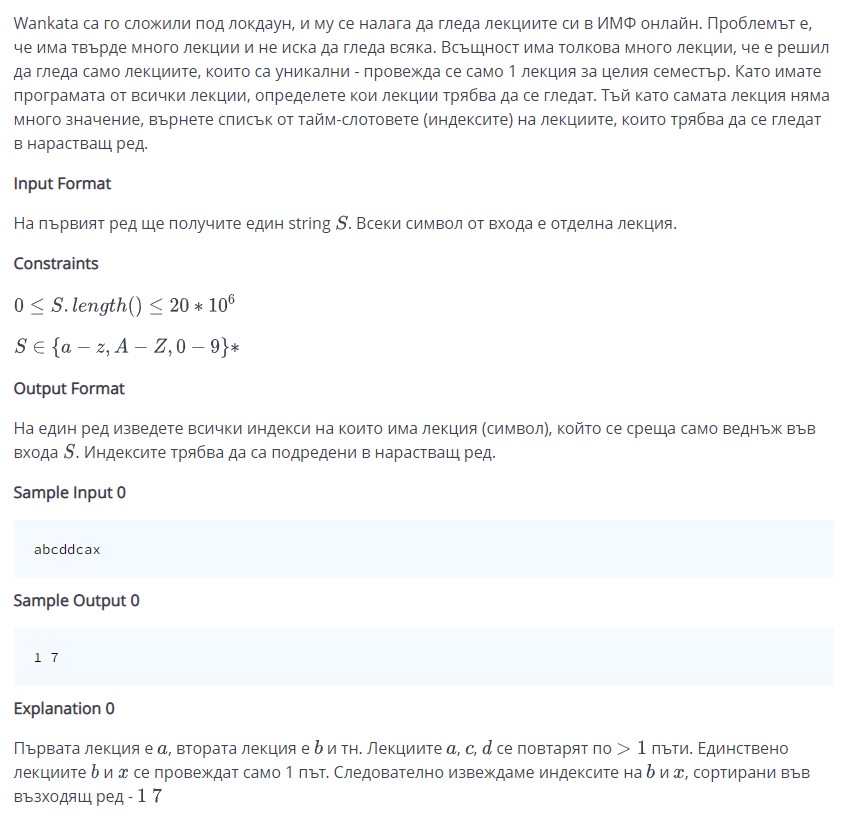 Wankata са го сложили под локдаун, и му се налага да гледа лекциите си в ИМФ онлайн. Проблемът е,
че има твърде много лекции и не иска да гледа всяка. Всъщност има толкова много лекции, че е решил
да гледа само лекциите, които са уникални - провежда се само 1 лекция за целия семестър. Като имате
програмата от всички лекции, определете кои лекции трябва да се гледат. Тъй като самата лекция няма
много значение, върнете списък от тайм-слотовете (индексите) на лекциите, които трябва да се гледат
в нарастващ ред.
Input Format
На първият ред ще получите един string S. Всеки символ от входа е отделна лекция.
Constraints
0 ≤ S.length() ≤ 20 ∗ 10⁶
S ∈ {a − z, A − Z, 0 − 9}∗
Output Format
На един ред изведете всички индекси на които има лекция (символ), който се среща само веднъж във
входа S. Индексите трябва да са подредени в нарастващ ред.
Sample Input 0
abcddcax
Sample Output 0
1 7
Explanation 0
Първата лекция е a, втората лекция е b и тн. Лекциите a, c, d се повтарят по > 1 пъти. Единствено
лекциите b и x се провеждат само 1 път. Следователно извеждаме индексите на b и x, сортирани във
възходящ ред - 1 7